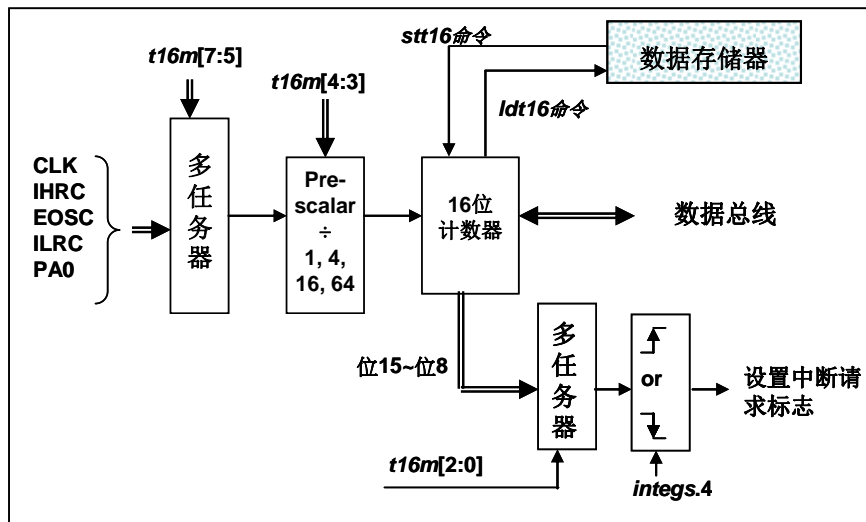 t16m[7:5]
t16m[4:3]
stt16命令
ldt16命令
数据存储器
CLK
IHRC
EOSC
ILRC
PA0
多
任
务
器
Pre-
scalar
÷
1, 4,
16, 64
16位
计数器
数据总线
位15~位8
多
任
务
器
or
设置中断请
求标志
t16m[2:0]
integs.4